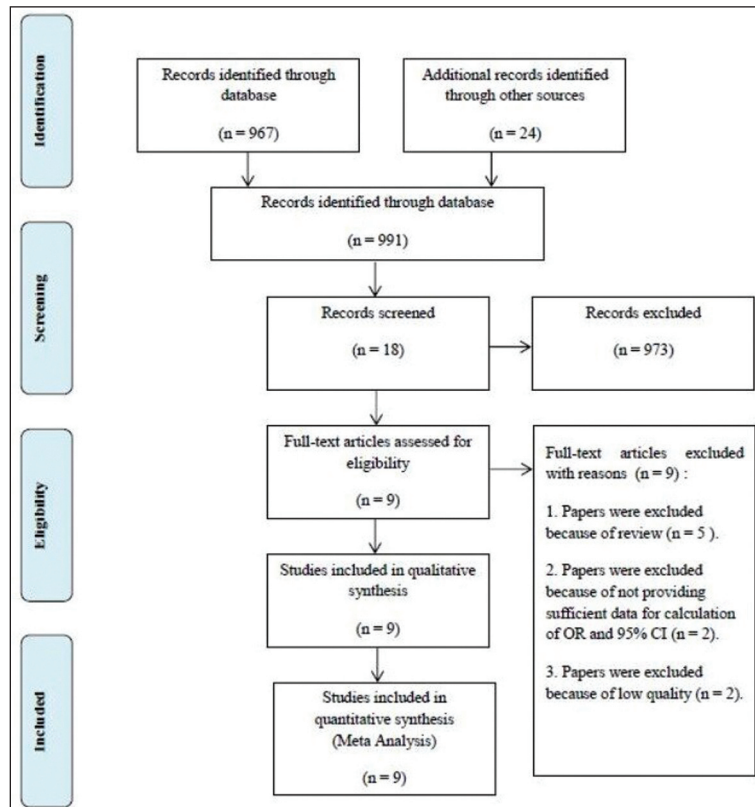 Identification
Records identified through
database
(n = 967)
Additional records identified
through other sources
(n = 24)
Records identified through database
(n = 991)
Screening
Records screened
(n = 18)
Records excluded
(n = 973)
Eligibility
Full-text articles assessed for
eligibility
(n = 9)
Full-text articles excluded
with reasons (n = 9) :
1. Papers were excluded
because of review (n = 5 ).
2. Papers were excluded
because of not providing
sufficient data for calculation
of OR and 95% CI (n = 2).
3. Papers were excluded
because of low quality (n = 2).
Studies included in qualitative
synthesis
(n = 9)
Included
Studies included in
quantitative synthesis
(Meta Analysis)
(n = 9)